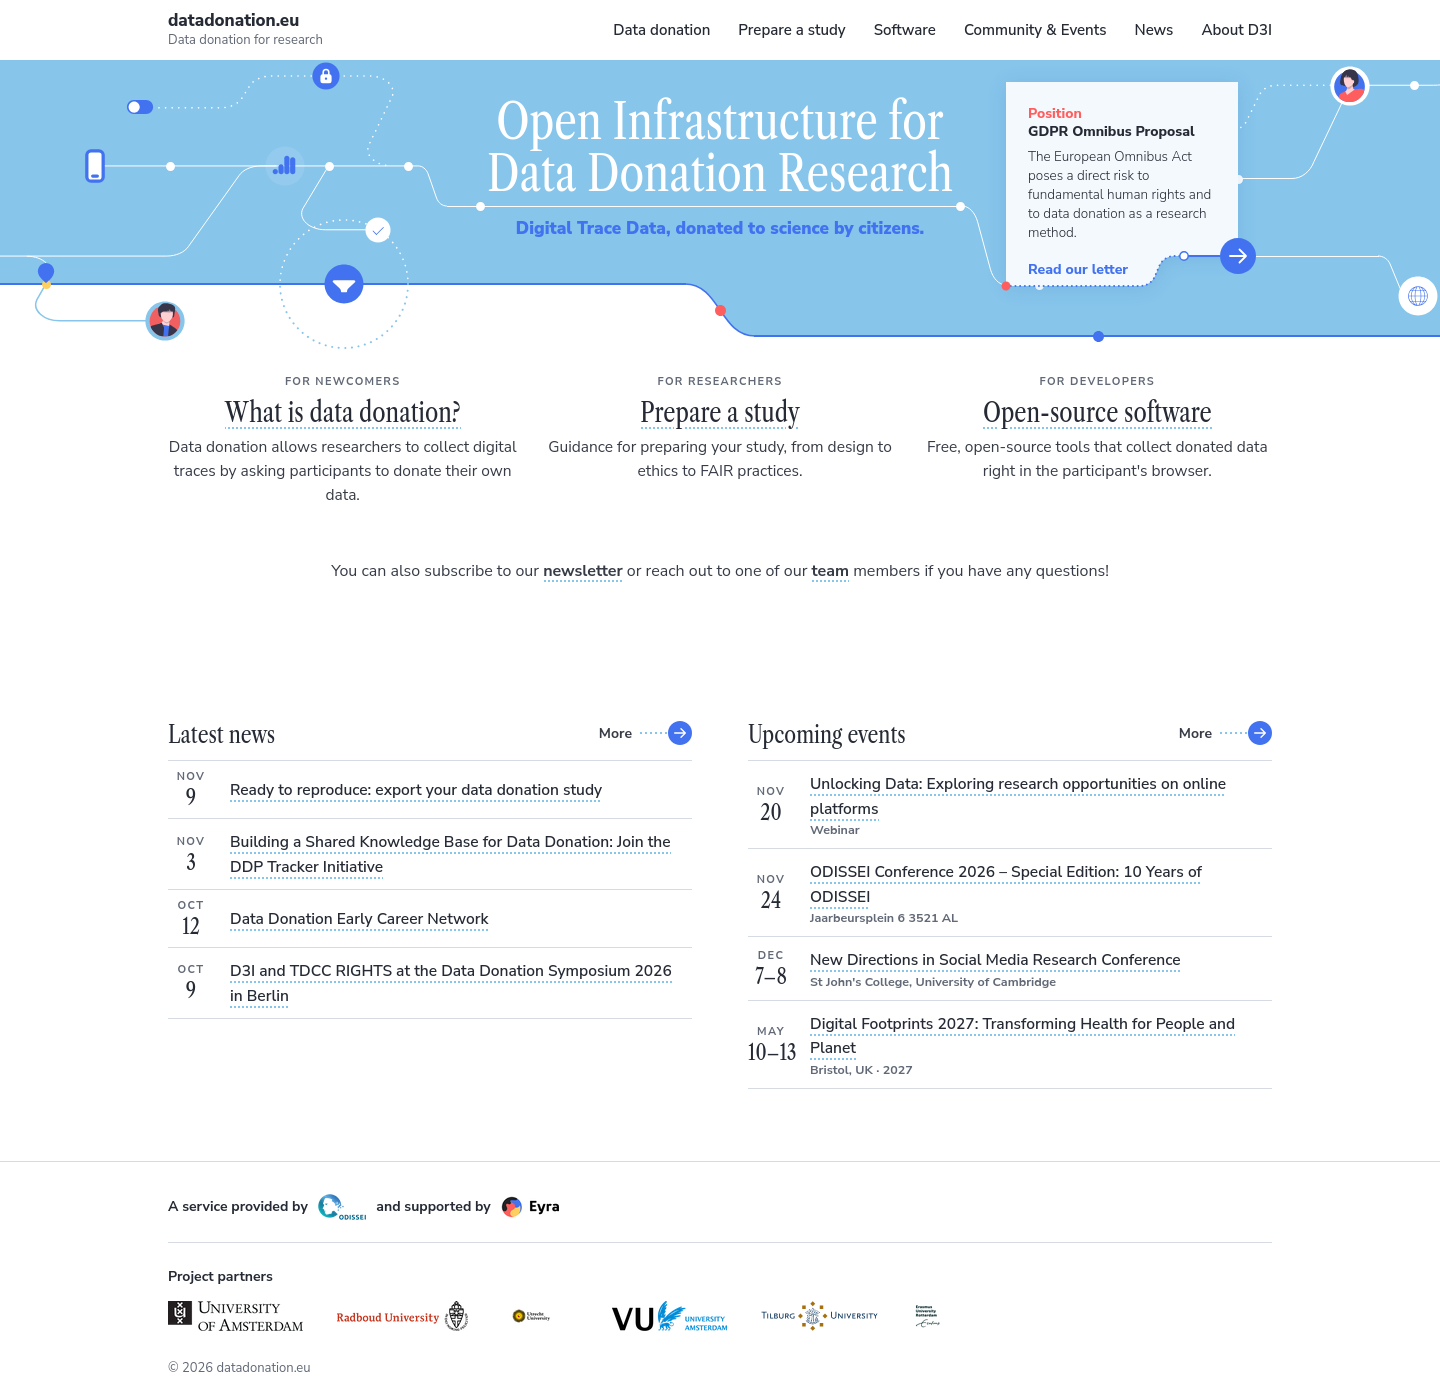 datadonation.eu
Data donation for research
Data donation
Prepare a study
Software
Community & Events
News
About D3I
Open Infrastructure for
Data Donation Research
Digital Trace Data, donated to science by citizens.
Position
GDPR Omnibus Proposal
The European Omnibus Act
poses a direct risk to
fundamental human rights and
to data donation as a research
method.
Read our letter
FOR NEWCOMERS
What is data donation?
Data donation allows researchers to collect digital
traces by asking participants to donate their own
data.
FOR RESEARCHERS
Prepare a study
Guidance for preparing your study, from design to
ethics to FAIR practices.
FOR DEVELOPERS
Open-source software
Free, open-source tools that collect donated data
right in the participant's browser.
You can also subscribe to our newsletter or reach out to one of our team members if you have any questions!
Latest news
More
NOV
9
Ready to reproduce: export your data donation study
NOV
3
Building a Shared Knowledge Base for Data Donation: Join the
DDP Tracker Initiative
OCT
12
Data Donation Early Career Network
OCT
9
D3I and TDCC RIGHTS at the Data Donation Symposium 2026
in Berlin
Upcoming events
More
NOV
20
Unlocking Data: Exploring research opportunities on online
platforms
Webinar
NOV
24
ODISSEI Conference 2026 – Special Edition: 10 Years of
ODISSEI
Jaarbeursplein 6 3521 AL
DEC
7–8
New Directions in Social Media Research Conference
St John's College, University of Cambridge
MAY
10–13
Digital Footprints 2027: Transforming Health for People and
Planet
Bristol, UK · 2027
A service provided by
ODISSEI
and supported by
Eyra
Project partners
UNIVERSITY
OF AMSTERDAM
Radboud University
Utrecht
University
VU
UNIVERSITY
AMSTERDAM
TILBURG
UNIVERSITY
Erasmus
University
Rotterdam
Erasmus
© 2026 datadonation.eu